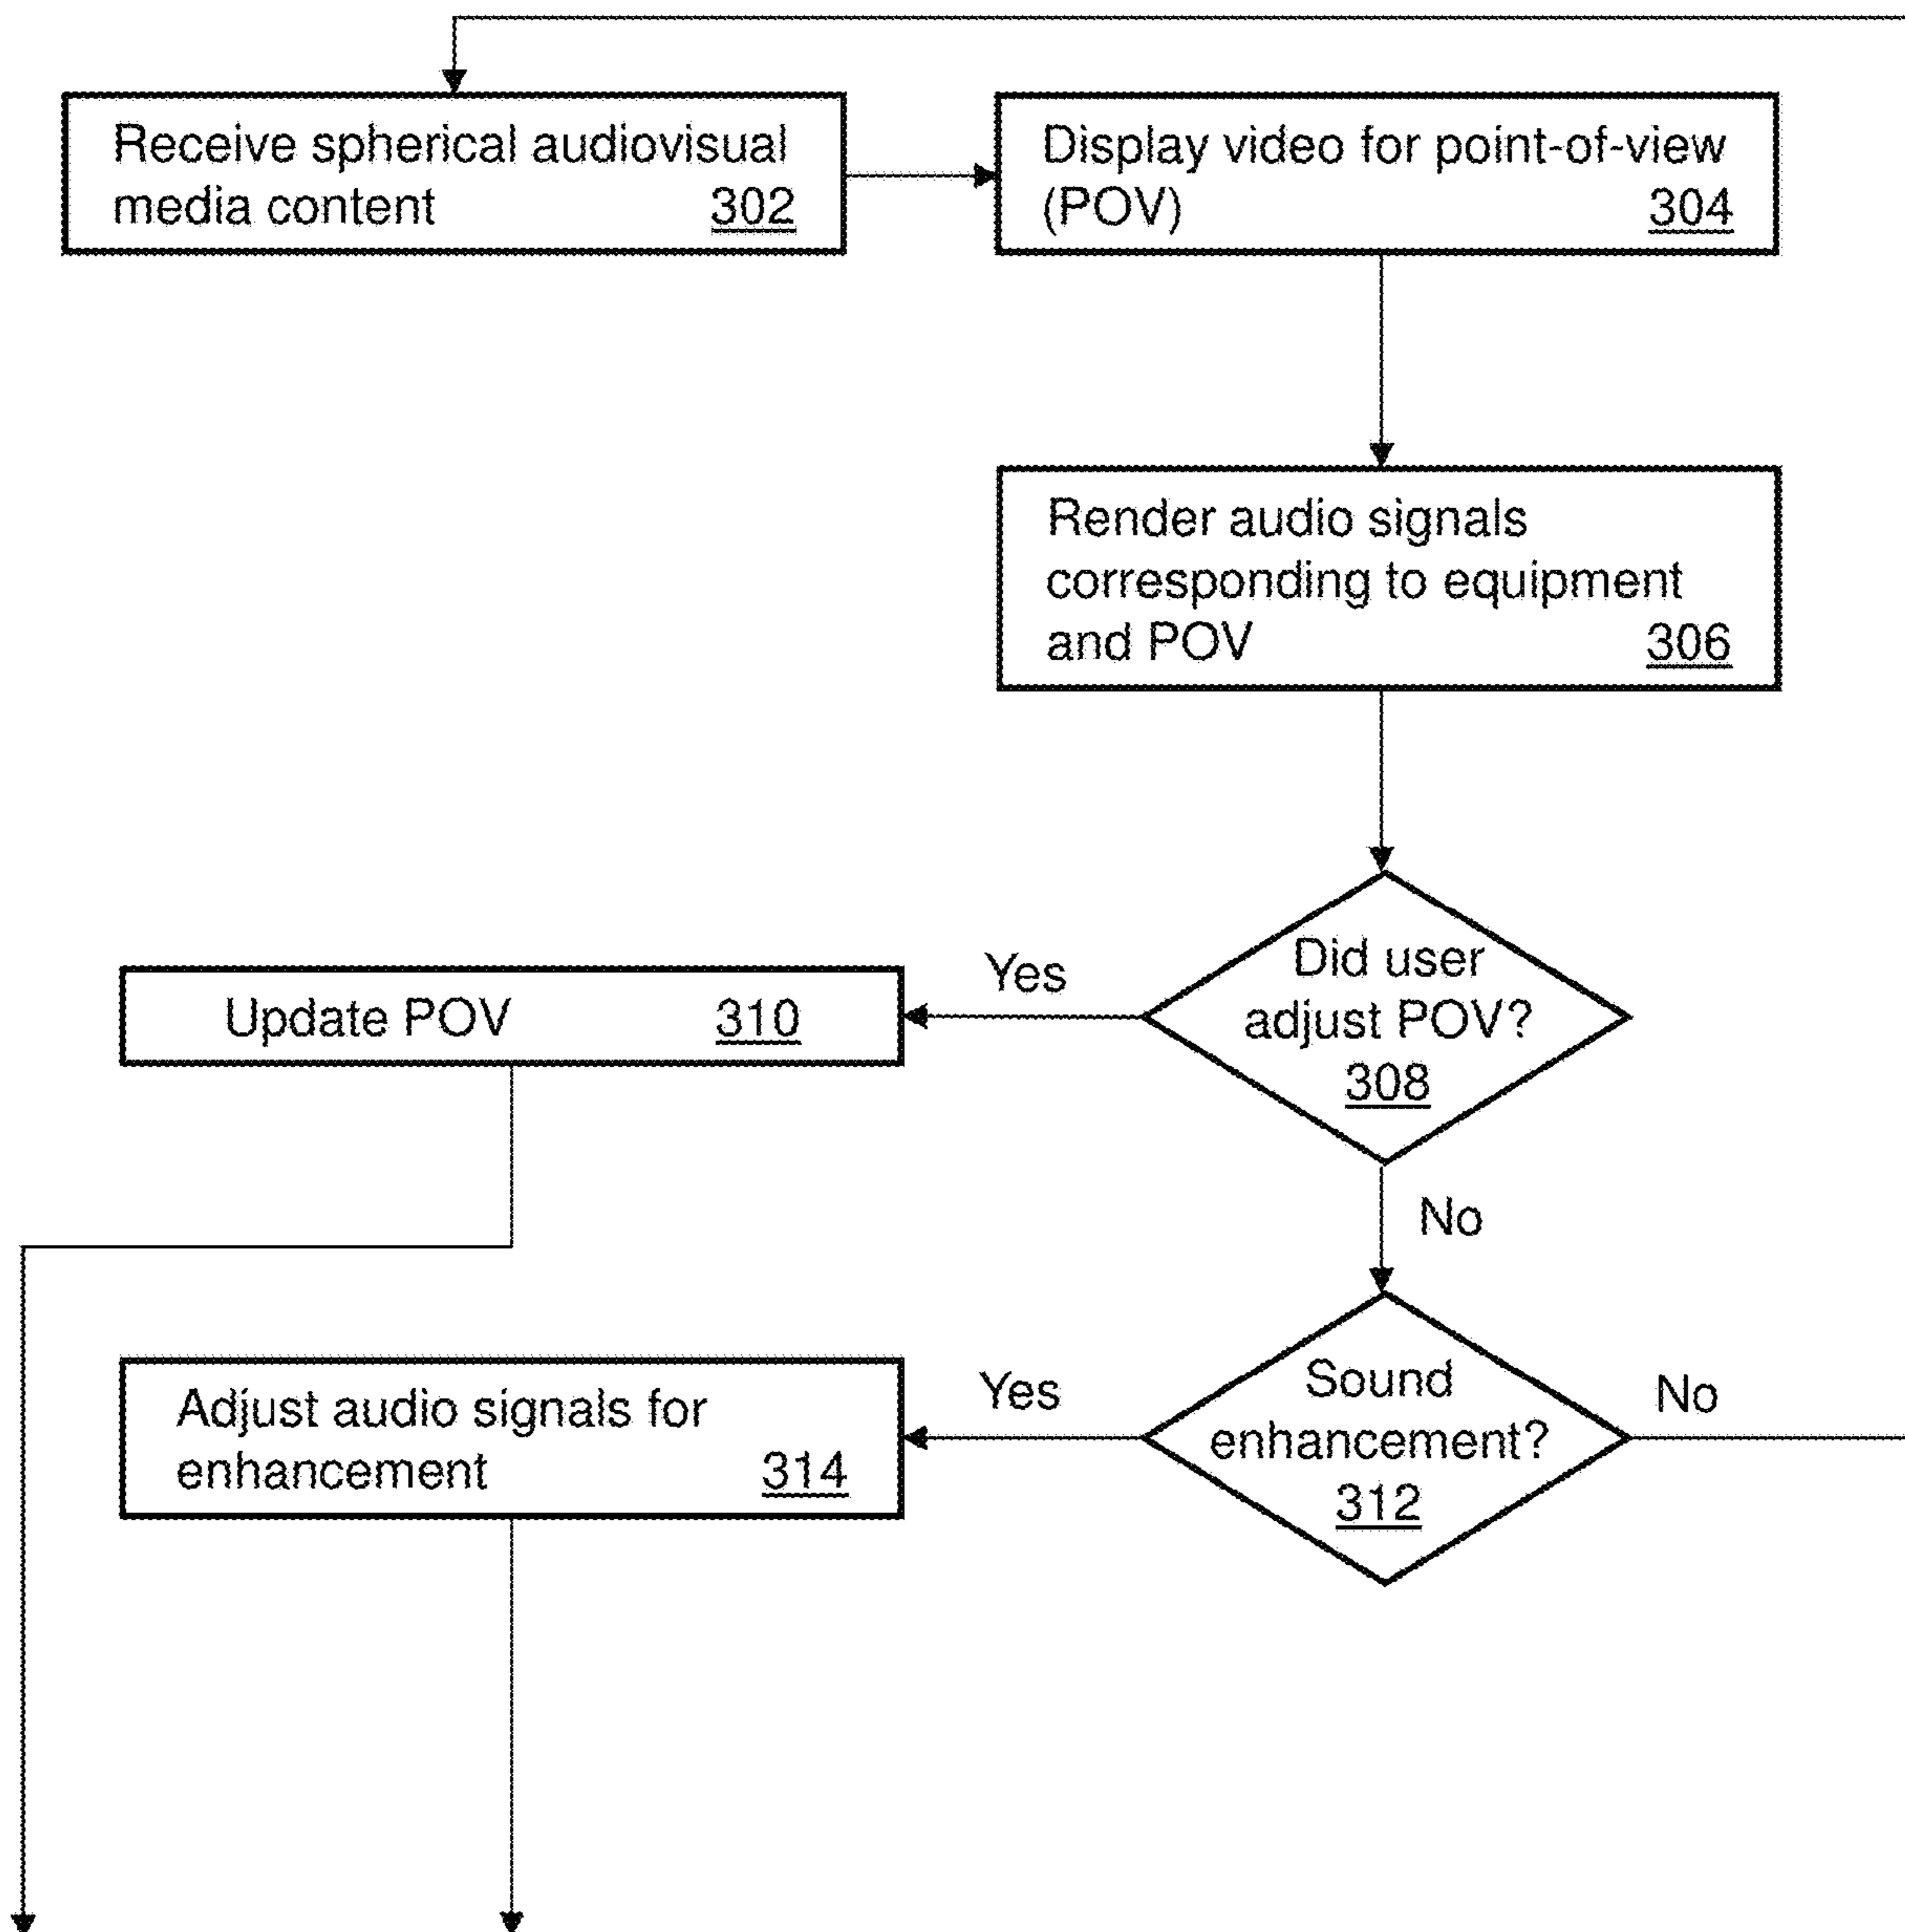 Receive spherical audiovisual
media content 302
Display video for point-of-view
(POV) 304
Render audio signals
corresponding to equipment
and POV 306
Did user
adjust POV?
308
Yes
Update POV 310
No
Sound
enhancement?
312
Yes
No
Adjust audio signals for
enhancement 314